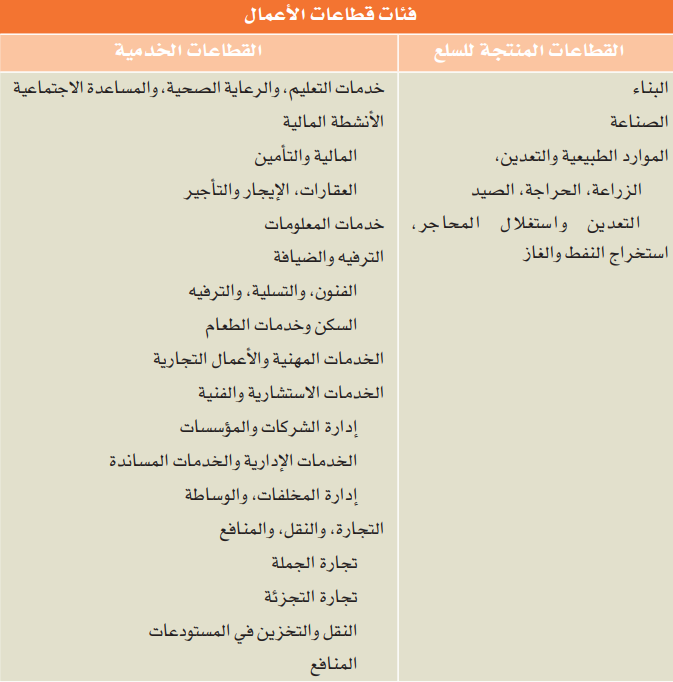 فئات قطاعات الأعمال
القطاعات المنتجة للسلع
القطاعات الخدمية
البناء
الصناعة
الموارد الطبيعية والتعدين،
الزراعة، الحراجة، الصيد
التعدين واستغلال المحاجر،
استخراج النفط والغاز
خدمات التعليم، والرعاية الصحية، والمساعدة الاجتماعية
الأنشطة المالية
المالية والتأمين
العقارات، الإيجار والتأجير
خدمات المعلومات
الترفيه والضيافة
الفنون، والتسلية، والترفيه
السكن وخدمات الطعام
الخدمات المهنية والأعمال التجارية
الخدمات الاستشارية والفنية
إدارة الشركات والمؤسسات
الخدمات الإدارية والخدمات المساندة
إدارة المخلفات، والوساطة
التجارة، والنقل، والمنافع
تجارة الجملة
تجارة التجزئة
النقل والتخزين في المستودعات
المنافع